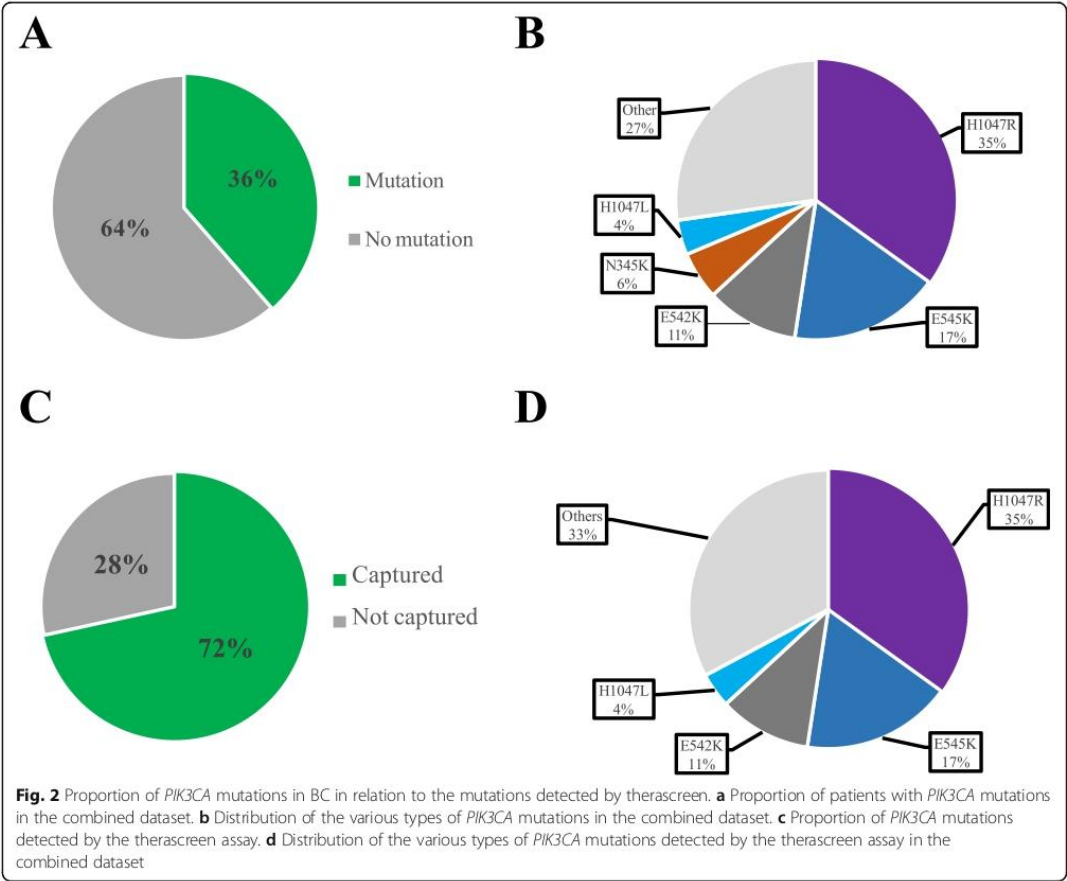 A
36%
64%
Mutation
No mutation
B
Other
27%
H1047R
35%
H1047L
4%
N345K
6%
E542K
11%
E545K
17%
C
28%
72%
Captured
Not captured
D
Others
33%
H1047R
35%
H1047L
4%
E542K
11%
E545K
17%
Fig. 2 Proportion of PIK3CA mutations in BC in relation to the mutations detected by therascreen. a Proportion of patients with PIK3CA mutations
in the combined dataset. b Distribution of the various types of PIK3CA mutations in the combined dataset. c Proportion of PIK3CA mutations
detected by the therascreen assay. d Distribution of the various types of PIK3CA mutations detected by the therascreen assay in the
combined dataset